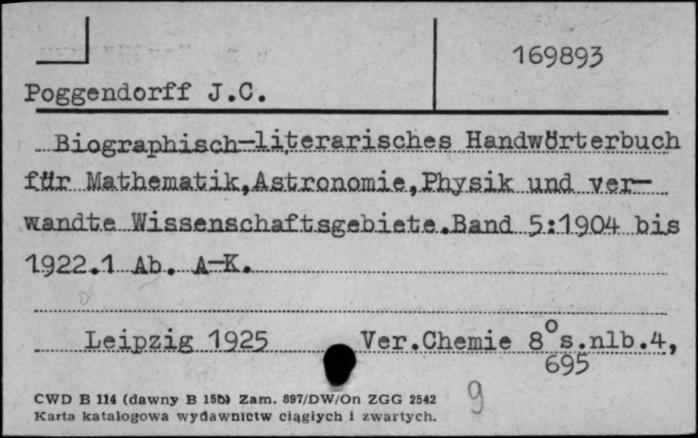 169893
Poggendorff J.C.
Biographisch-literarisches Handwörterbuch
für Mathematik,Astronomie,Physik und ver-
wandte Wissenschaftsgebiete.Band 5:1904 bis
1922.1 Ab. A-K.
Leipzig 1925 Ver.Chemie 8° s.nlb.4,
695
9
CWD B 114 (dawny B 15b) Zam. 897/DW/On ZGG 2542
Karta katalogowa wydawnictw ciągłych i zwartych.